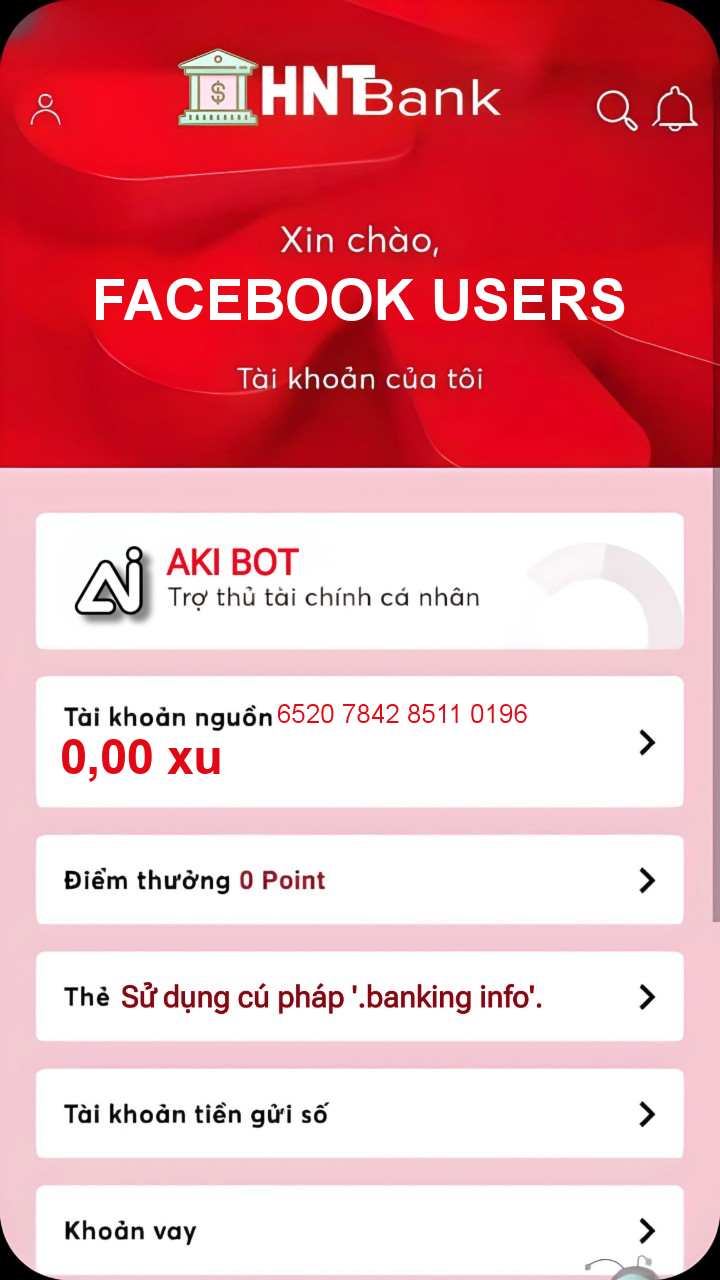 HNTBank
Xin chào,
FACEBOOK USERS
Tài khoản của tôi
AKI BOT
Trợ thủ tài chính cá nhân
Tài khoản nguồn 6520 7842 8511 0196
0,00 xu
Điểm thưởng 0 Point
Thẻ Sử dụng cú pháp '.banking info'.
Tài khoản tiền gửi số
Khoản vay